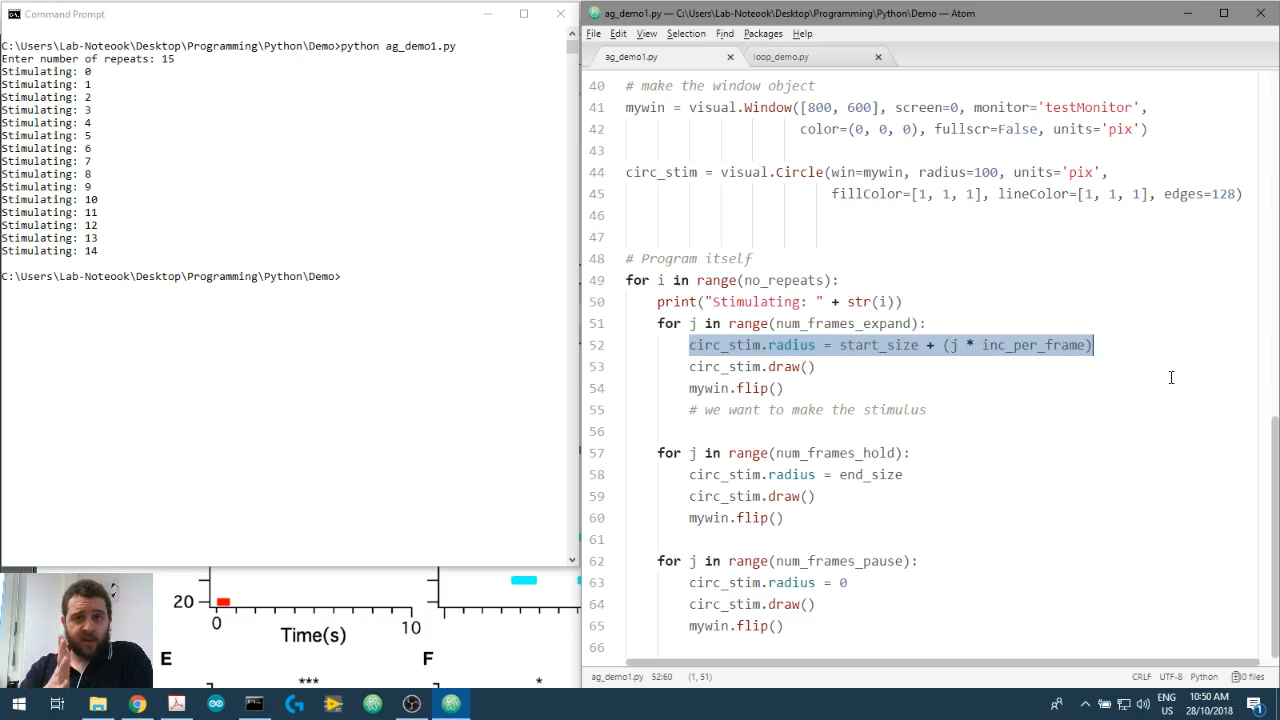 Command Prompt
C:\Users\Lab-Noteook\Desktop\Programming\Python\Demo>python ag_demo1.py
Enter number of repeats: 15
Stimulating: 0
Stimulating: 1
Stimulating: 2
Stimulating: 3
Stimulating: 4
Stimulating: 5
Stimulating: 6
Stimulating: 7
Stimulating: 8
Stimulating: 9
Stimulating: 10
Stimulating: 11
Stimulating: 12
Stimulating: 13
Stimulating: 14
C:\Users\Lab-Noteook\Desktop\Programming\Python\Demo>
20
0
10
Time(s)
E
F
***
*
ag_demo1.py — C:\Users\Lab-Noteook\Desktop\Programming\Python\Demo — Atom
File Edit View Selection Find Packages Help
ag_demo1.py
loop_demo.py
40 # make the window object
41 mywin = visual.Window([800, 600], screen=0, monitor='testMonitor',
42 color=(0, 0, 0), fullscr=False, units='pix')
43
44 circ_stim = visual.Circle(win=mywin, radius=100, units='pix',
45 fillColor=[1, 1, 1], lineColor=[1, 1, 1], edges=128)
46
47
48 # Program itself
49 for i in range(no_repeats):
50 print("Stimulating: " + str(i))
51 for j in range(num_frames_expand):
52 circ_stim.radius = start_size + (j * inc_per_frame)
53 circ_stim.draw()
54 mywin.flip()
55 # we want to make the stimulus
56
57 for j in range(num_frames_hold):
58 circ_stim.radius = end_size
59 circ_stim.draw()
60 mywin.flip()
61
62 for j in range(num_frames_pause):
63 circ_stim.radius = 0
64 circ_stim.draw()
65 mywin.flip()
66
ag_demo1.py 52:60 (1, 51)
CRLF UTF-8 Python 0 files
ENG
UK
10:50 AM
28/10/2018
1